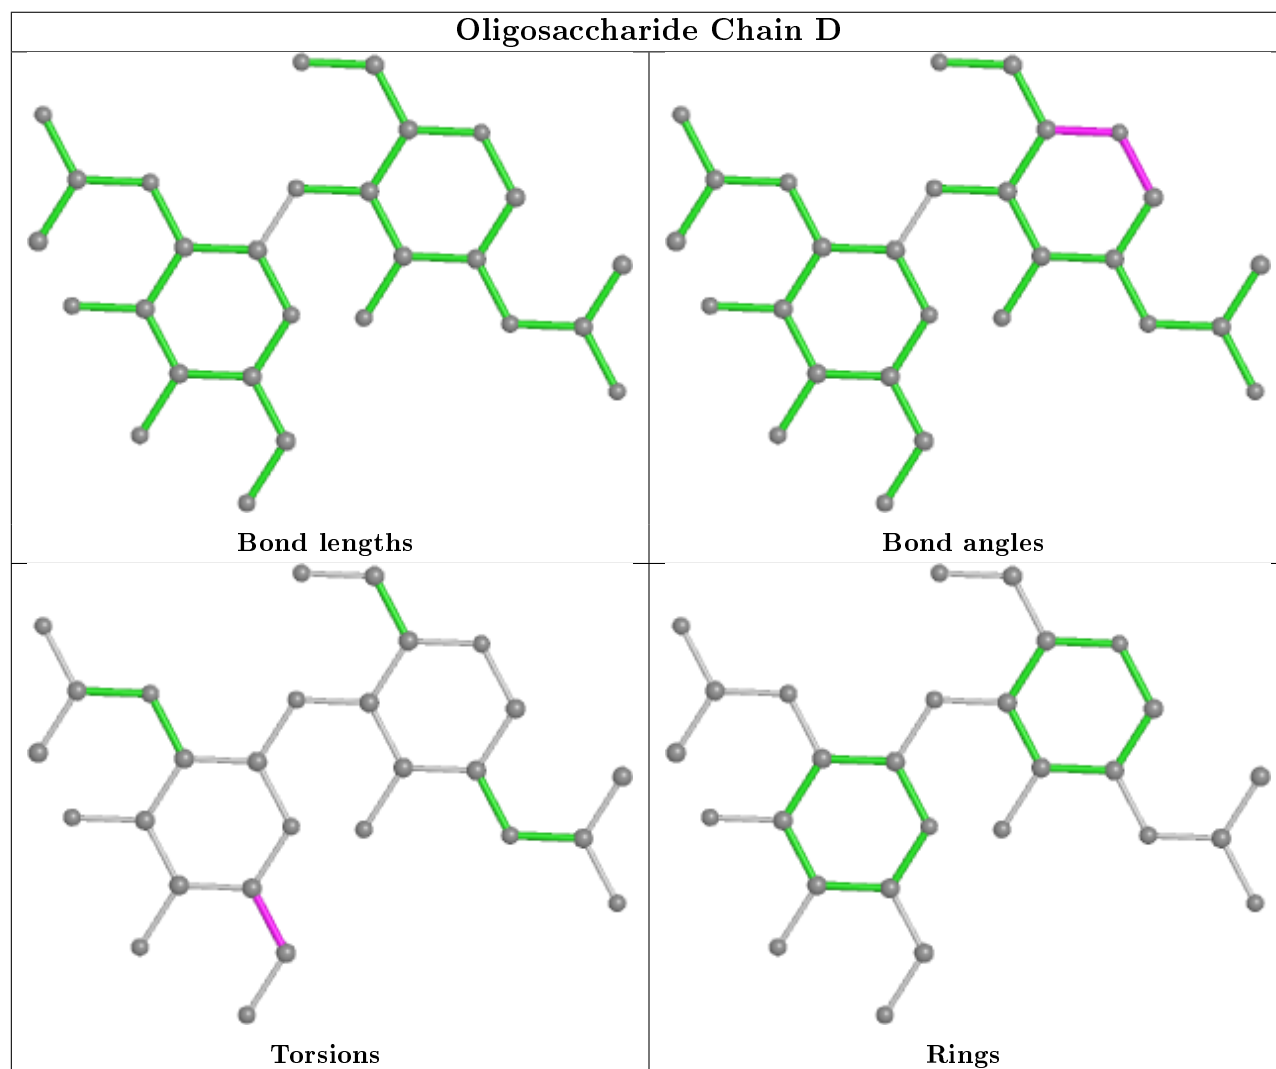 Oligosaccharide Chain D
Bond lengths
Bond angles
Torsions
Rings